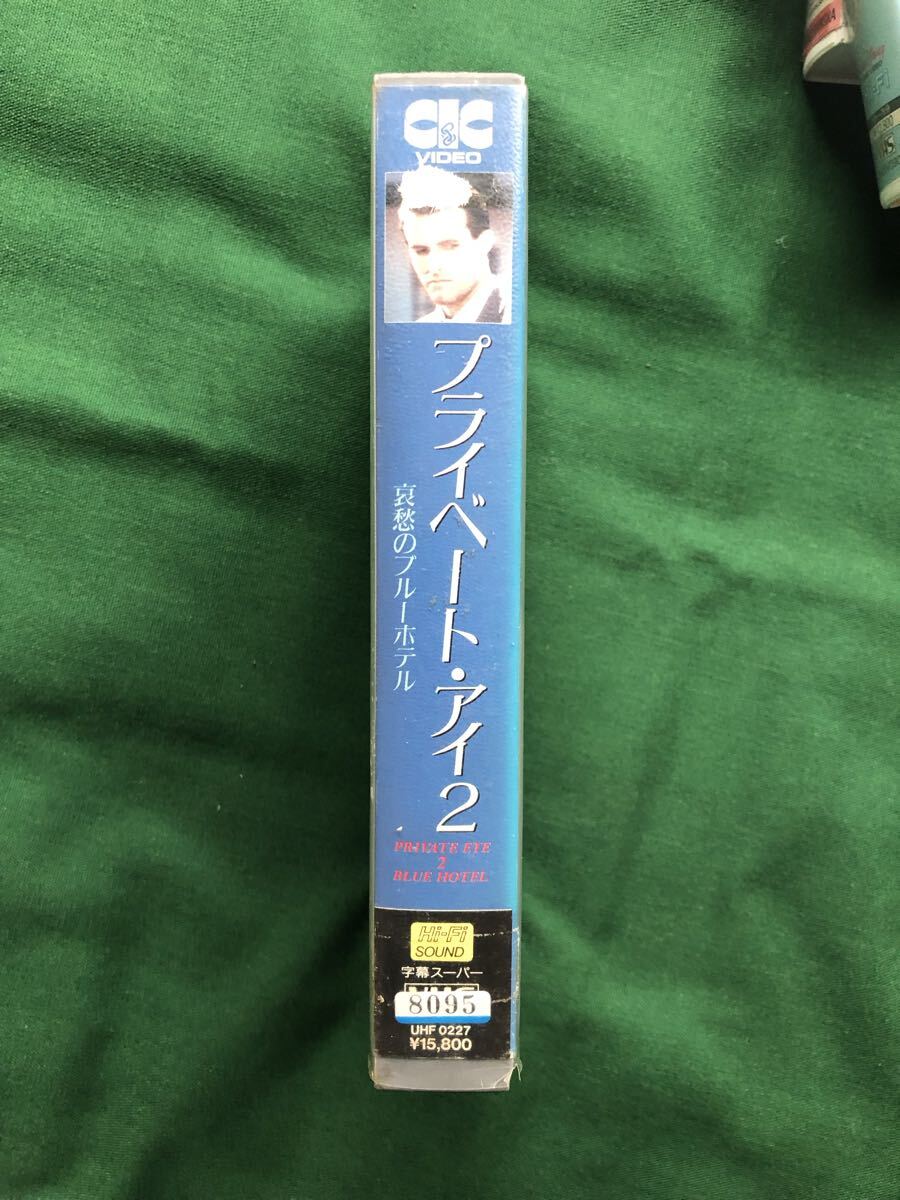 CIC
VIDEO
プライベート・アイ2
哀愁のブルーホテル
PRIVATE EYE
2
BLUE HOTEL
Hi-Fi
SOUND
字幕スーパー
VHS
8095
UHF 0227
¥15,800